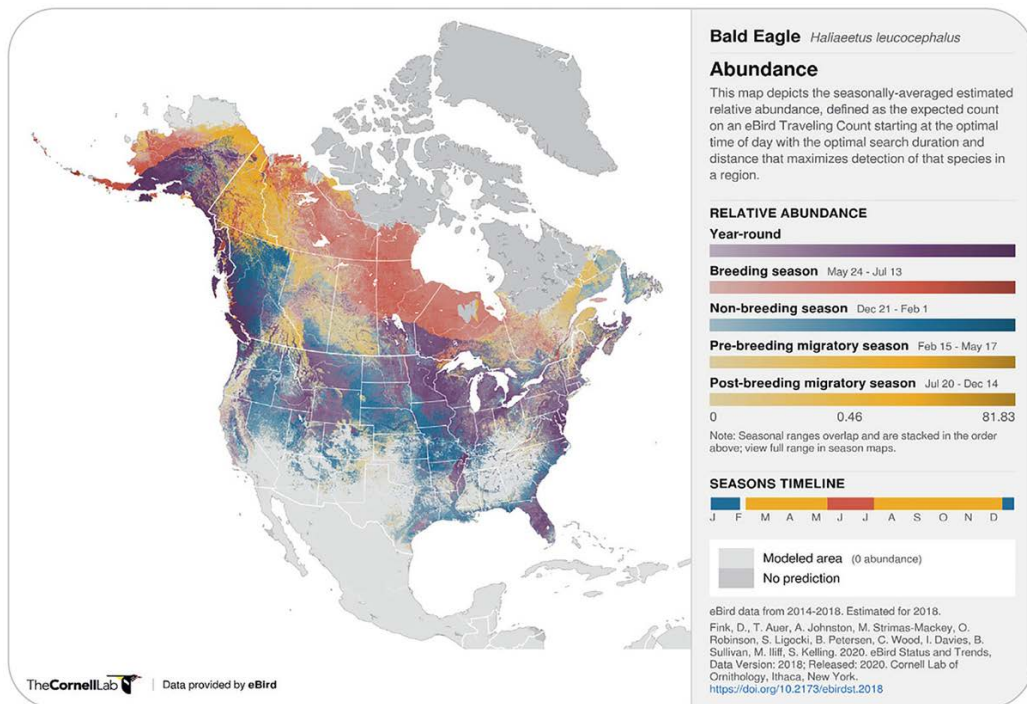 Bald Eagle Haliaeetus leucocephalus
Abundance
This map depicts the seasonally-averaged estimated
relative abundance, defined as the expected count
on an eBird Traveling Count starting at the optimal
time of day with the optimal search duration and
distance that maximizes detection of that species in
a region.
RELATIVE ABUNDANCE
Year-round
Breeding season May 24 - Jul 13
Non-breeding season Dec 21 - Feb 1
Pre-breeding migratory season Feb 15 - May 17
Post-breeding migratory season Jul 20 - Dec 14
0 0.46 81.83
Note: Seasonal ranges overlap and are stacked in the order
above; view full range in season maps.
SEASONS TIMELINE
J F M A M J J A S O N D
Modeled area (0 abundance)
No prediction
eBird data from 2014-2018. Estimated for 2018.
Fink, D., T. Auer, A. Johnston, M. Strimas-Mackey, O.
Robinson, S. Ligocki, B. Petersen, C. Wood, I. Davies, B.
Sullivan, M. Iliff, S. Kelling. 2020. eBird Status and Trends,
Data Version: 2018; Released: 2020. Cornell Lab of
Ornithology, Ithaca, New York.
https://doi.org/10.2173/ebirdst.2018
TheCornellLab Data provided by eBird